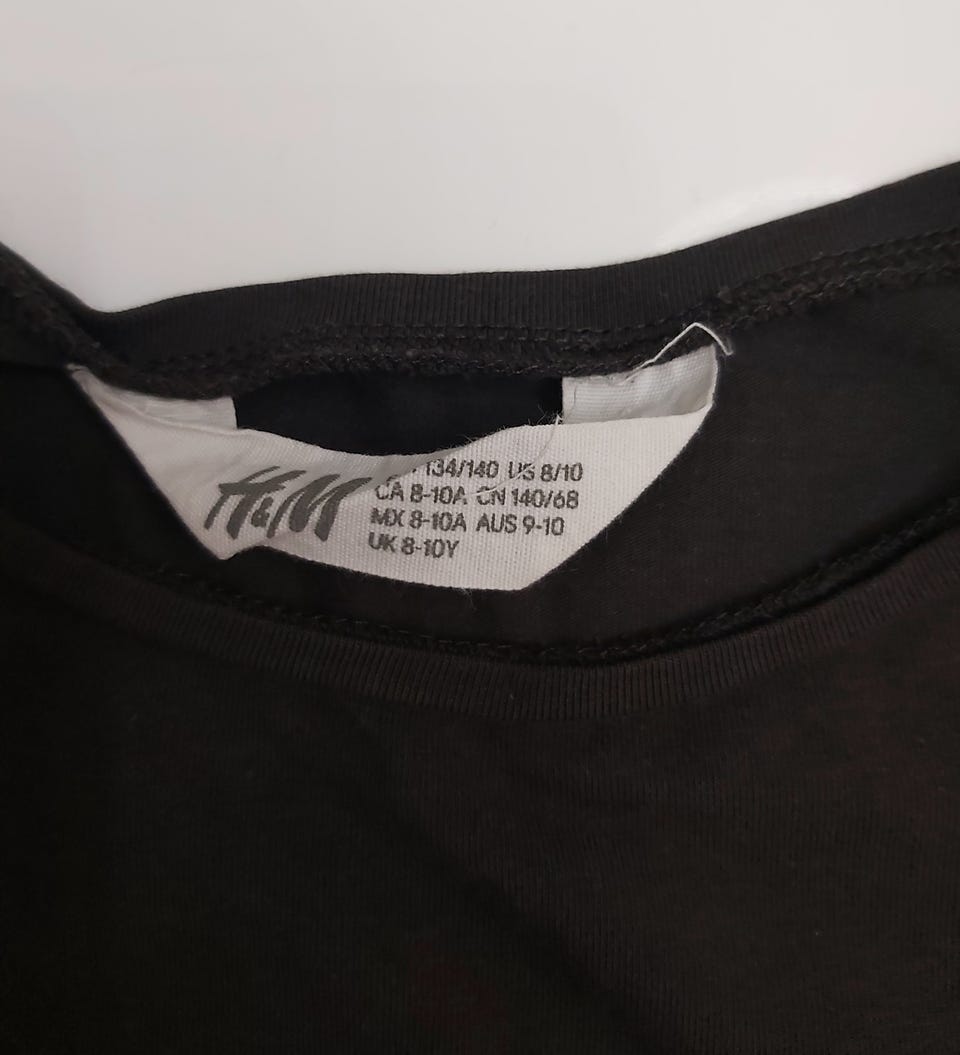 H&M
134/140 US 8/10
CA 8-10A CN 140/68
MX 8-10A AUS 9-10
UK 8-10Y